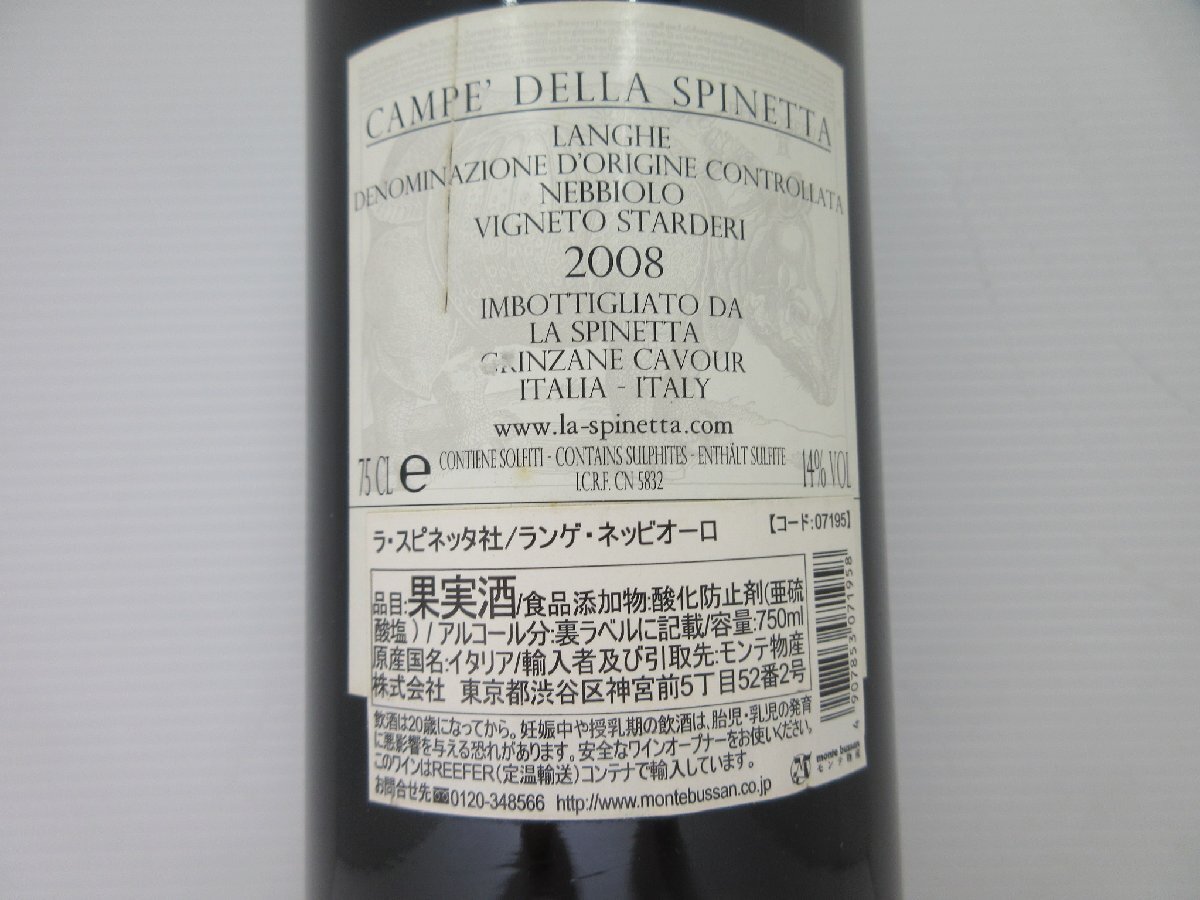 CAMPE' DELLA SPINETTA
LANGHE
DENOMINAZIONE D'ORIGINE CONTROLLATA
NEBBIOLO
VIGNETO STARDERI
2008
IMBOTTIGLIATO DA
LA SPINETTA
GRINZANE CAVOUR
ITALIA - ITALY
www.la-spinetta.com
75 CL e CONTIENE SOLFITI - CONTAINS SULPHITES - ENTHÄLT SULFITE 14% VOL
I.C.R.F. CN 5832
ラ・スピネッタ社/ランゲ・ネッビオーロ 【コード:07195】
品目:果実酒/食品添加物:酸化防止剤(亜硫
酸塩)/アルコール分:裏ラベルに記載/容量:750ml
原産国名:イタリア/輸入者及び引取先:モンテ物産
株式会社 東京都渋谷区神宮前5丁目52番2号
4 907853 071958
飲酒は20歳になってから。妊娠中や授乳期の飲酒は、胎児・乳児の発育
に悪影響を与える恐れがあります。安全なワインオープナーをお使いください。
このワインはREEFER(定温輸送)コンテナで輸入しています。
お問合せ先 0120-348566 http://www.montebussan.co.jp
monte bussan
モンテ物産